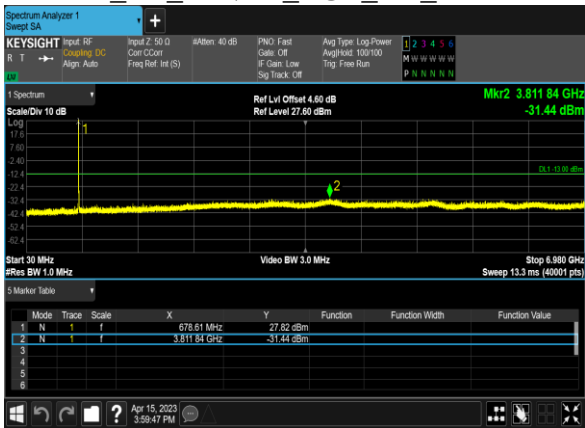 Spectrum Analyzer 1
Swept SA
KEYSIGHT Input: RF Input Z: 50 Ω #Atten: 40 dB PNO: Fast Avg Type: Log-Power 1 2 3 4 5 6
R T Coupling: DC Corr CCorr Gate: Off Avg|Hold: 100/100 M W W W W W
Align: Auto Freq Ref: Int (S) IF Gain: Low Trig: Free Run
Sig Track: Off P N N N N N
LV
1 Spectrum Ref Lvl Offset 4.60 dB Mkr2 3.811 84 GHz
Scale/Div 10 dB Ref Level 27.60 dBm -31.44 dBm
Log
17.6 1
7.60
-2.40
DL1 -13.00 dBm
-12.4
-22.4 2
-32.4
-42.4
-52.4
-62.4
Start 30 MHz Video BW 3.0 MHz Stop 6.980 GHz
#Res BW 1.0 MHz Sweep 13.3 ms (40001 pts)
5 Marker Table
Mode Trace Scale X Y Function Function Width Function Value
1 N 1 f 678.61 MHz 27.82 dBm
2 N 1 f 3.811 84 GHz -31.44 dBm
3
4
5
6
? Apr 15, 2023
3:59:47 PM